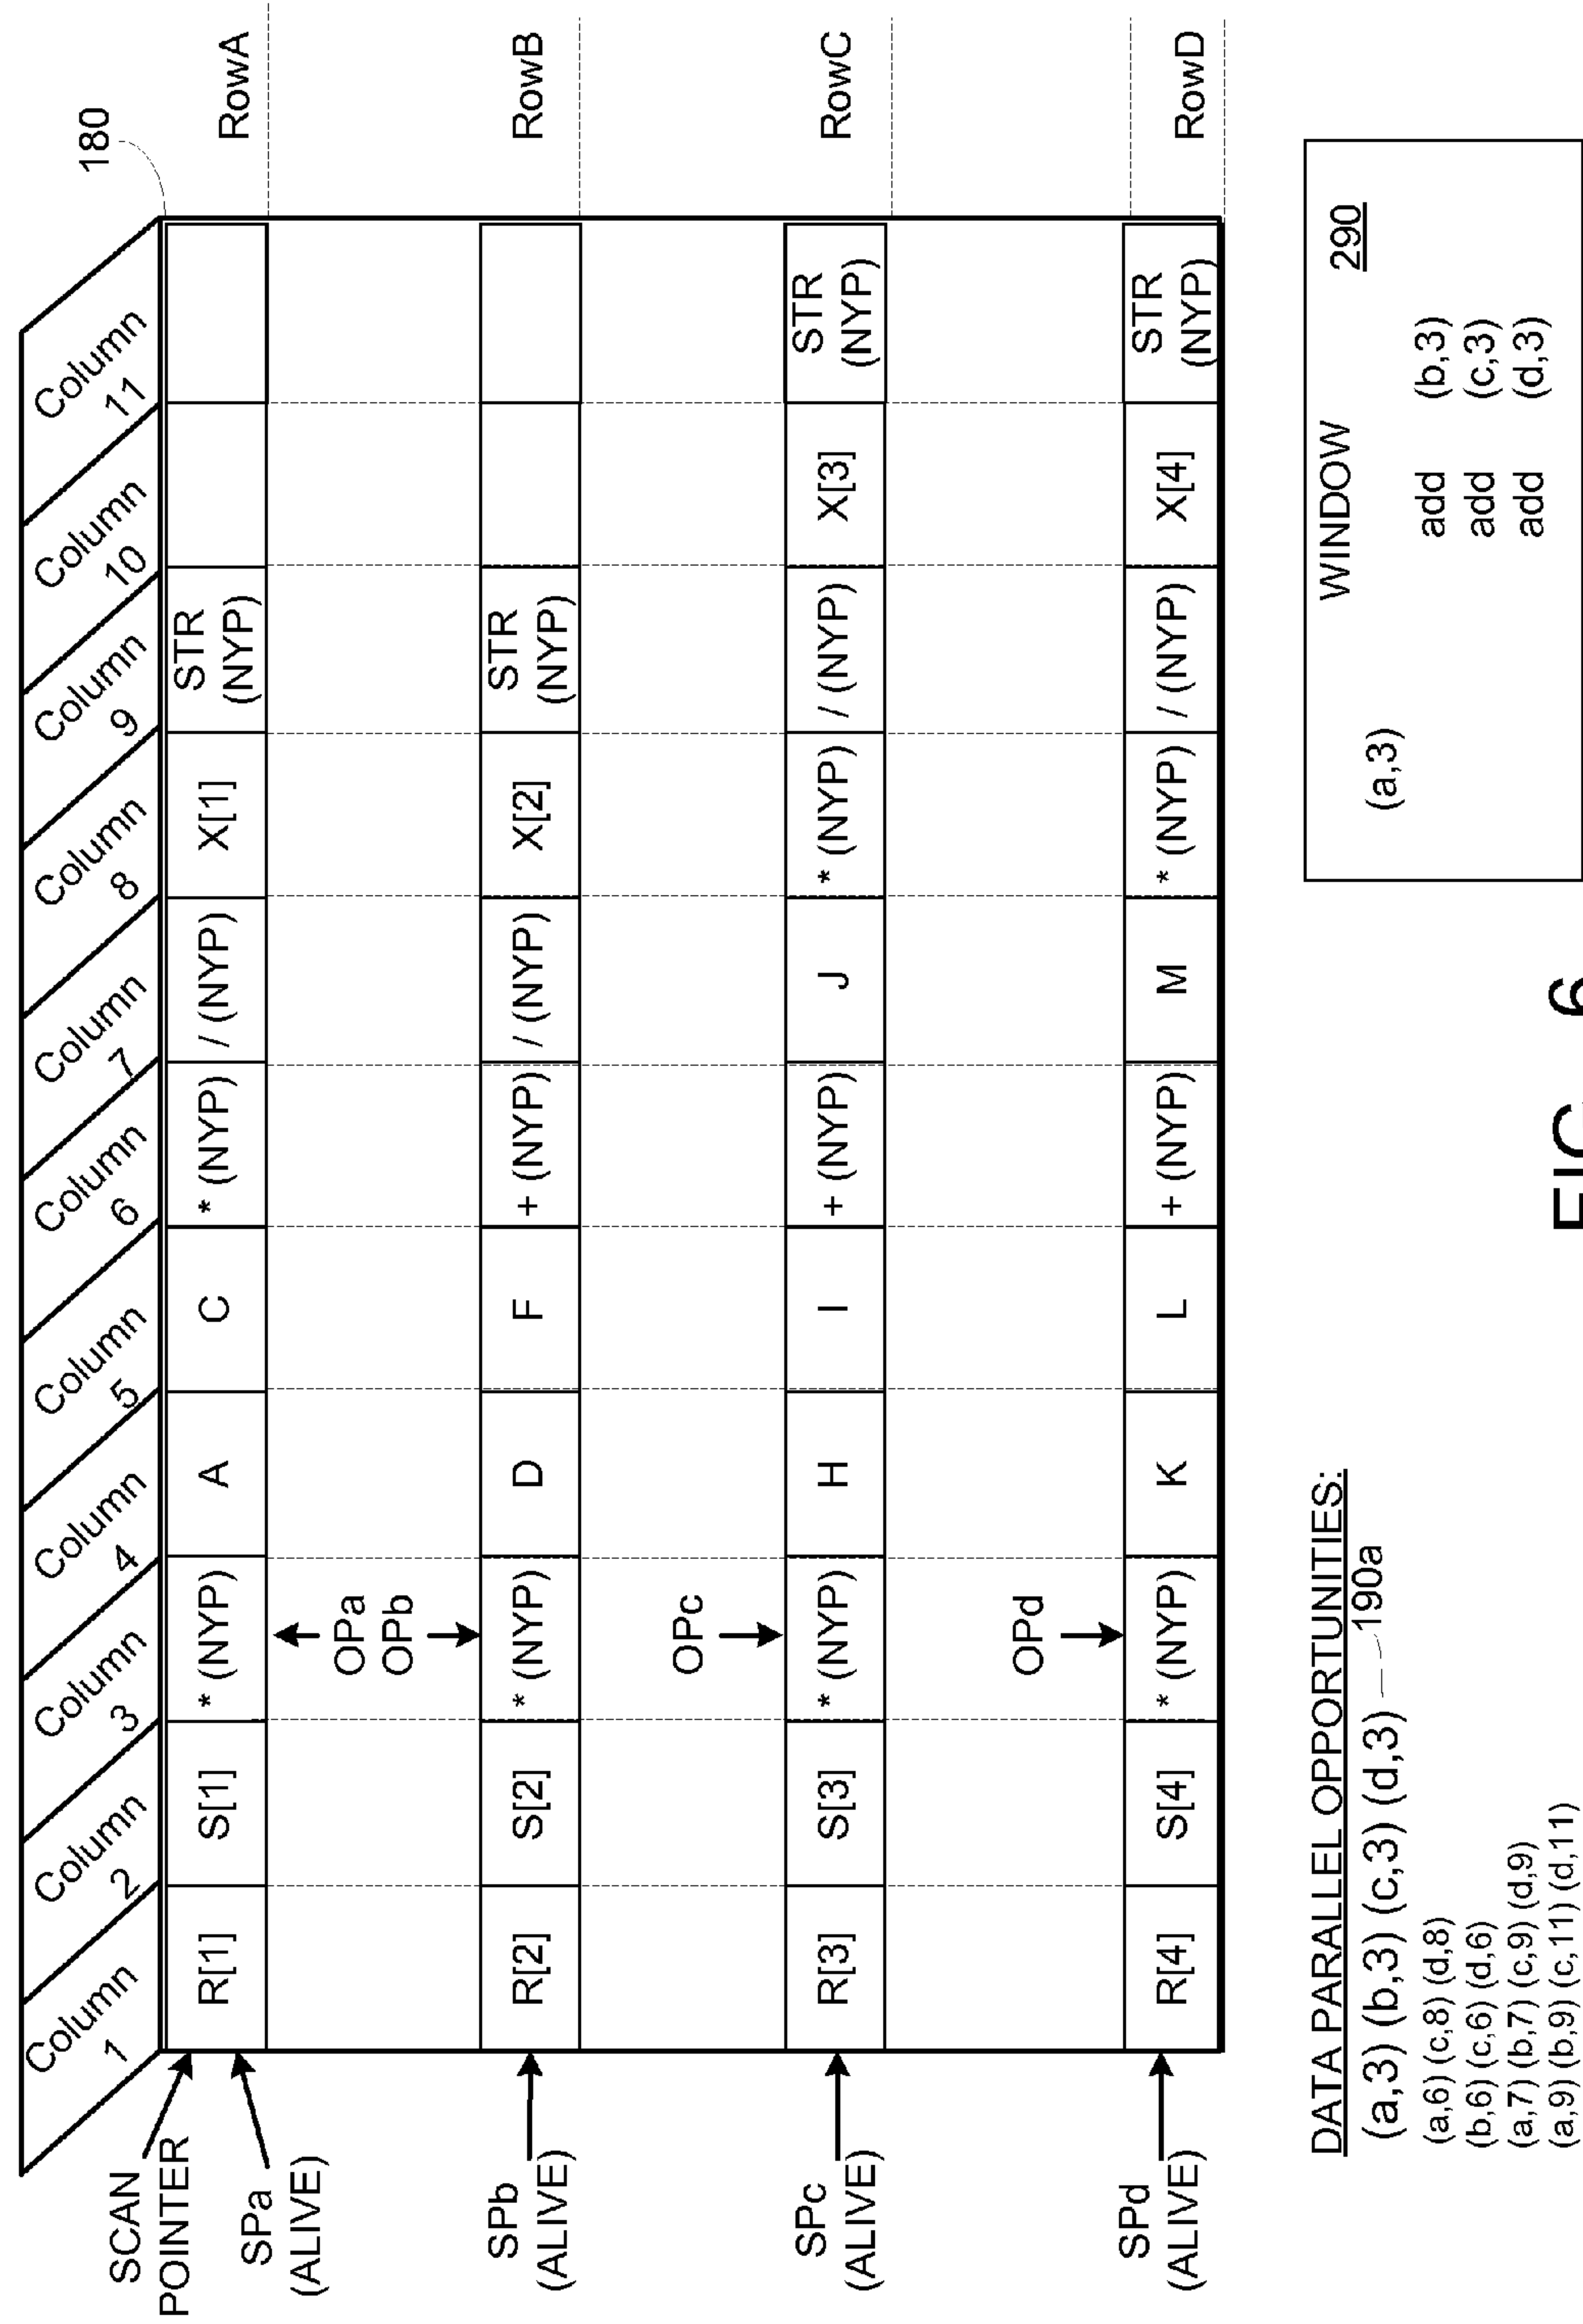 180
Column 1
Column 2
Column 3
Column 4
Column 5
Column 6
Column 7
Column 8
Column 9
Column 10
Column 11
SCAN POINTER
SPa (ALIVE)
R[1] S[1] * (NYP) A C * (NYP) / (NYP) X[1] STR (NYP)
RowA
OPa
OPb
SPb (ALIVE)
R[2] S[2] * (NYP) D F + (NYP) / (NYP) X[2] STR (NYP)
RowB
OPc
SPc (ALIVE)
R[3] S[3] * (NYP) H I + (NYP) J * (NYP) / (NYP) X[3] STR (NYP)
RowC
OPd
SPd (ALIVE)
R[4] S[4] * (NYP) K L + (NYP) M * (NYP) / (NYP) X[4] STR (NYP)
RowD
DATA PARALLEL OPPORTUNITIES:
(a,3) (b,3) (c,3) (d,3) 190a
(a,6) (c,8) (d,8)
(b,6) (c,6) (d,6)
(a,7) (b,7) (c,9) (d,9)
(a,9) (b,9) (c,11) (d,11)
WINDOW 290
(a,3)
add (b,3)
add (c,3)
add (d,3)